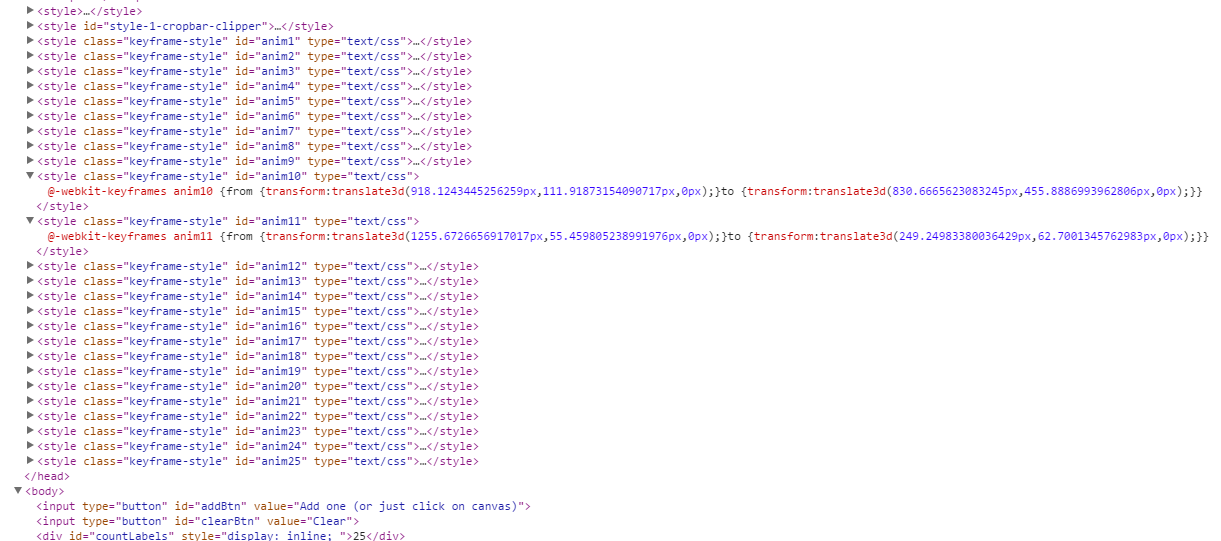 <style>…</style>
<style id="style-1-cropbar-clipper">…</style>
<style class="keyframe-style" id="anim1" type="text/css">…</style>
<style class="keyframe-style" id="anim2" type="text/css">…</style>
<style class="keyframe-style" id="anim3" type="text/css">…</style>
<style class="keyframe-style" id="anim4" type="text/css">…</style>
<style class="keyframe-style" id="anim5" type="text/css">…</style>
<style class="keyframe-style" id="anim6" type="text/css">…</style>
<style class="keyframe-style" id="anim7" type="text/css">…</style>
<style class="keyframe-style" id="anim8" type="text/css">…</style>
<style class="keyframe-style" id="anim9" type="text/css">…</style>
<style class="keyframe-style" id="anim10" type="text/css">
@-webkit-keyframes anim10 {from {transform:translate3d(918.1243445256259px,111.91873154090717px,0px);}to {transform:translate3d(830.6665623083245px,455.8886993962806px,0px);}}
</style>
<style class="keyframe-style" id="anim11" type="text/css">
@-webkit-keyframes anim11 {from {transform:translate3d(1255.6726656917017px,55.459805238991976px,0px);}to {transform:translate3d(249.24983380036429px,62.7001345762983px,0px);}}
</style>
<style class="keyframe-style" id="anim12" type="text/css">…</style>
<style class="keyframe-style" id="anim13" type="text/css">…</style>
<style class="keyframe-style" id="anim14" type="text/css">…</style>
<style class="keyframe-style" id="anim15" type="text/css">…</style>
<style class="keyframe-style" id="anim16" type="text/css">…</style>
<style class="keyframe-style" id="anim17" type="text/css">…</style>
<style class="keyframe-style" id="anim18" type="text/css">…</style>
<style class="keyframe-style" id="anim19" type="text/css">…</style>
<style class="keyframe-style" id="anim20" type="text/css">…</style>
<style class="keyframe-style" id="anim21" type="text/css">…</style>
<style class="keyframe-style" id="anim22" type="text/css">…</style>
<style class="keyframe-style" id="anim23" type="text/css">…</style>
<style class="keyframe-style" id="anim24" type="text/css">…</style>
<style class="keyframe-style" id="anim25" type="text/css">…</style>
</head>
<body>
<input type="button" id="addBtn" value="Add one (or just click on canvas)">
<input type="button" id="clearBtn" value="Clear">
<div id="countLabels" style="display: inline; ">25</div>